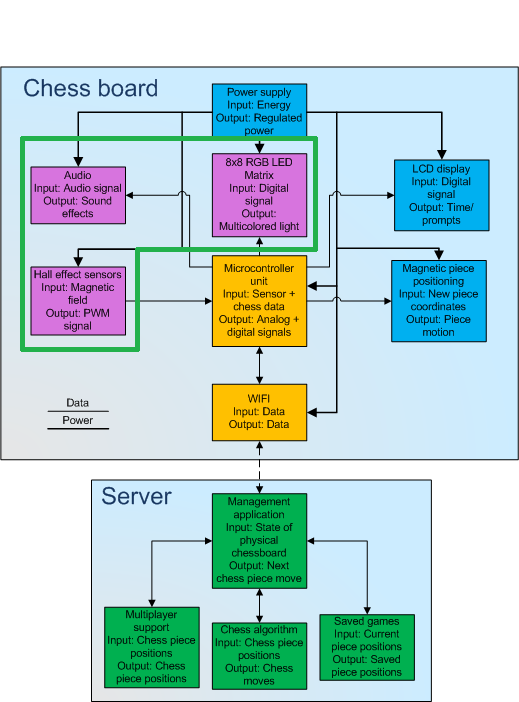 Chess board
Power supply
Input: Energy
Output: Regulated
power
Audio
Input: Audio signal
Output: Sound
effects
8x8 RGB LED
Matrix
Input: Digital
signal
Output:
Multicolored light
LCD display
Input: Digital
signal
Output: Time/
prompts
Hall effect sensors
Input: Magnetic
field
Output: PWM
signal
Microcontroller
unit
Input: Sensor +
chess data
Output: Analog +
digital signals
Magnetic piece
positioning
Input: New piece
coordinates
Output: Piece
motion
Data
Power
WIFI
Input: Data
Output: Data
Server
Management
application
Input: State of
physical
chessboard
Output: Next
chess piece move
Multiplayer
support
Input: Chess piece
positions
Output: Chess
piece positions
Chess algorithm
Input: Chess piece
positions
Output: Chess
moves
Saved games
Input: Current
piece positions
Output: Saved
piece positions